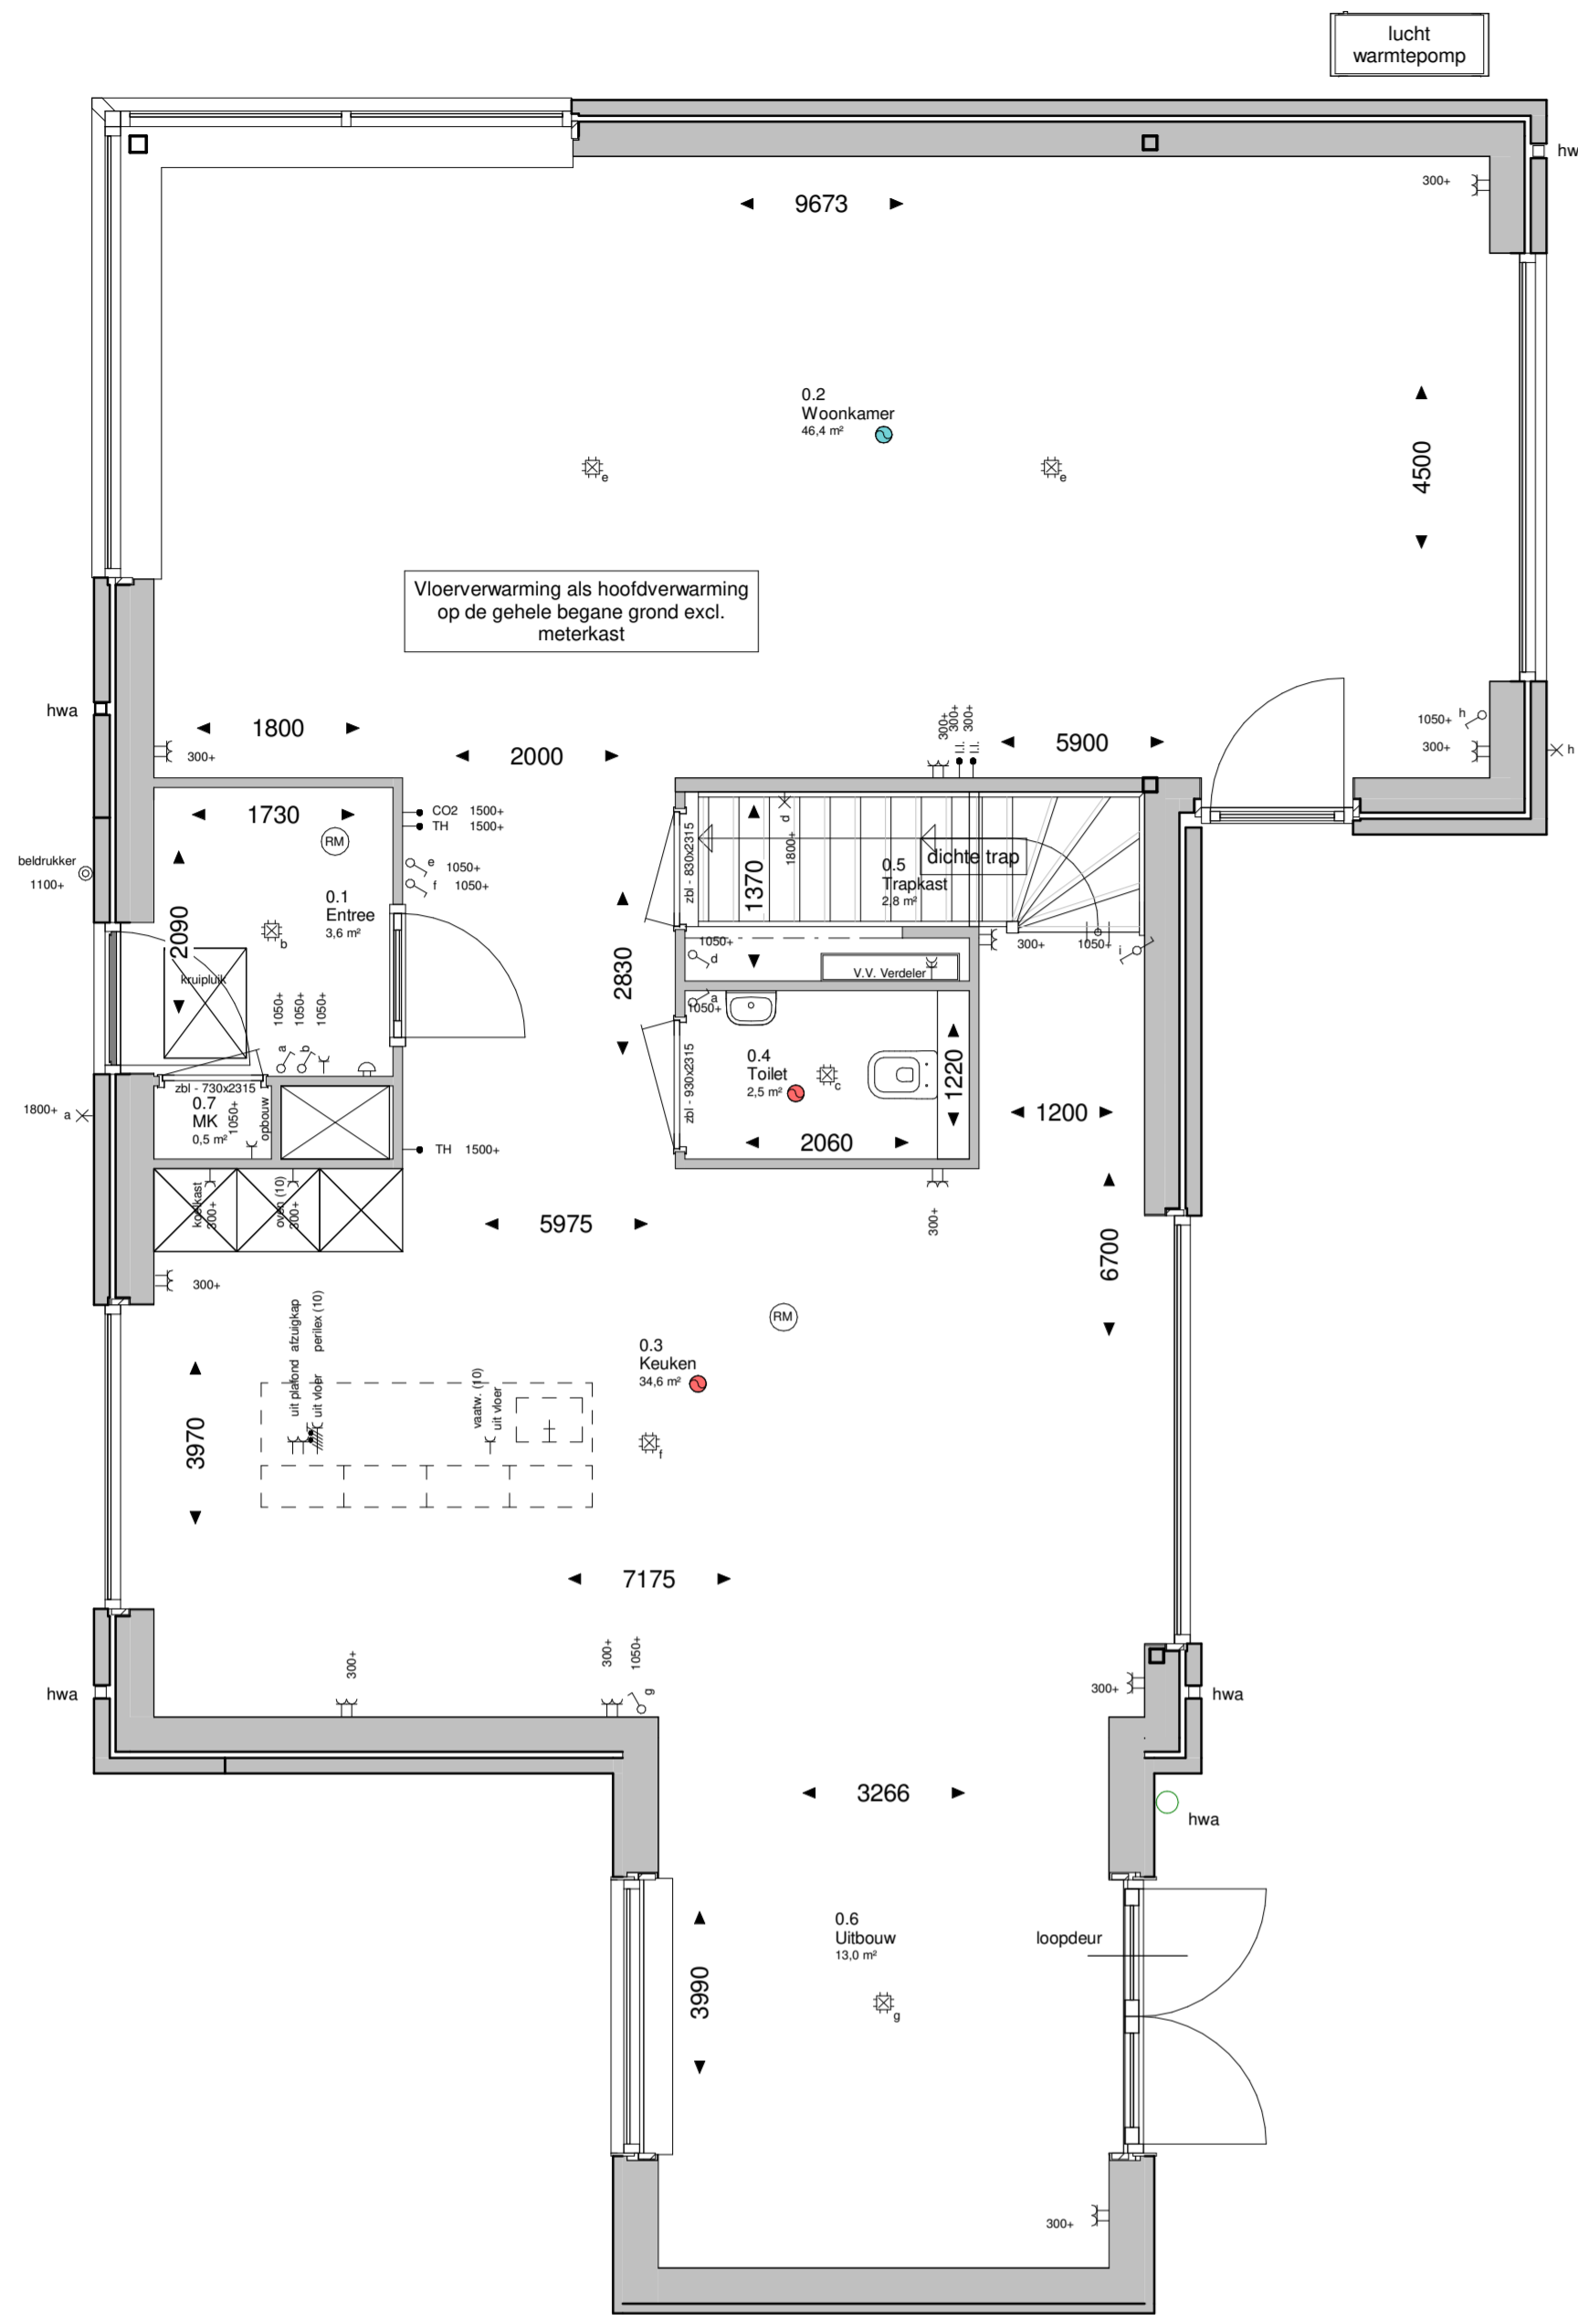 lucht
warmtepomp
hw
300+
9673
0.2
Woonkamer
46,4 m²
e
e
4500
Vloerverwarming als hoofdverwarming
op de gehele begane grond excl.
meterkast
hwa
300+
1800
2000
300+
300+
300+
l.l.
l.l.
5900
1050+ h
300+
h
1730
RM
CO2 1500+
TH 1500+
e 1050+
f 1050+
beldrukker
1100+
2090
0.1
Entree
3,6 m²
b
kruipluik
1050+
1050+
1050+
a
b
zbl - 830x2315
1370
d
1800+
0.5
Trapkast
2,8 m²
dichte trap
2830
1050+
d
V.V. Verdeler
300+
1050+
i
a
1050+
zbl - 930x2315
0.4
Toilet
2,5 m²
c
1220
2060
1200
zbl - 730x2315
1800+ a
0.7
MK
0,5 m²
1050+
opbouw
TH 1500+
koelkast
300+
oven (10)
300+
5975
300+
6700
300+
uit plafond afzuigkap
uit vloer perilex (10)
RM
0.3
Keuken
34,6 m²
vaatw. (10)
uit vloer
f
3970
7175
300+
300+
1050+
g
300+
hwa
hwa
3266
hwa
0.6
Uitbouw
13,0 m²
loopdeur
3990
g
300+